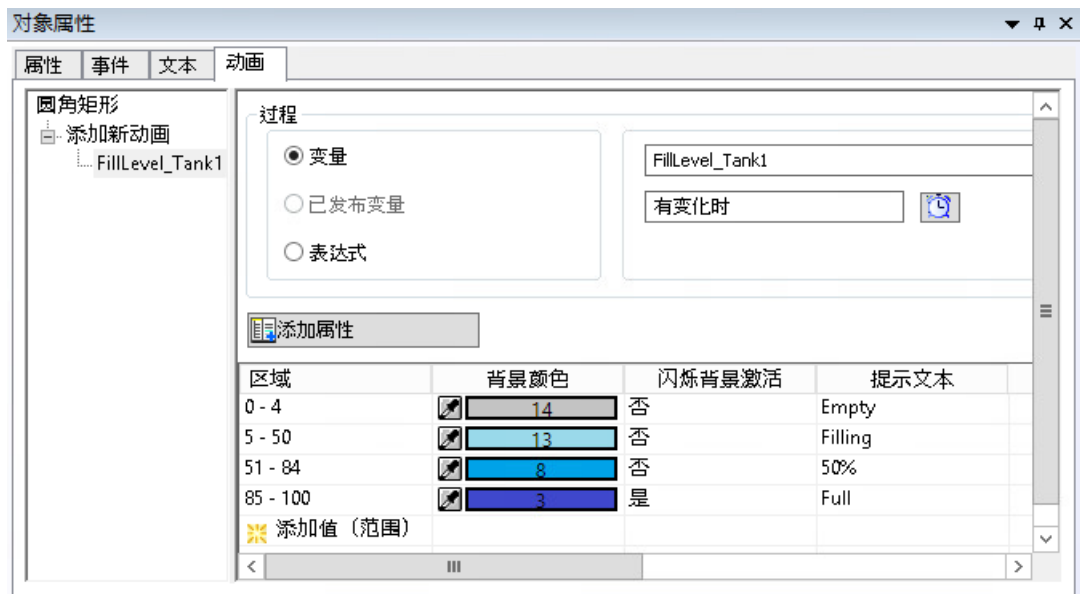 对象属性
属性 事件 文本 动画
圆角矩形
添加新动画
FillLevel_Tank1
过程
变量
已发布变量
表达式
FillLevel_Tank1
有变化时
添加属性
区域 背景颜色 闪烁背景激活 提示文本
0 - 4 14 否 Empty
5 - 50 13 否 Filling
51 - 84 8 否 50%
85 - 100 3 是 Full
添加值（范围）